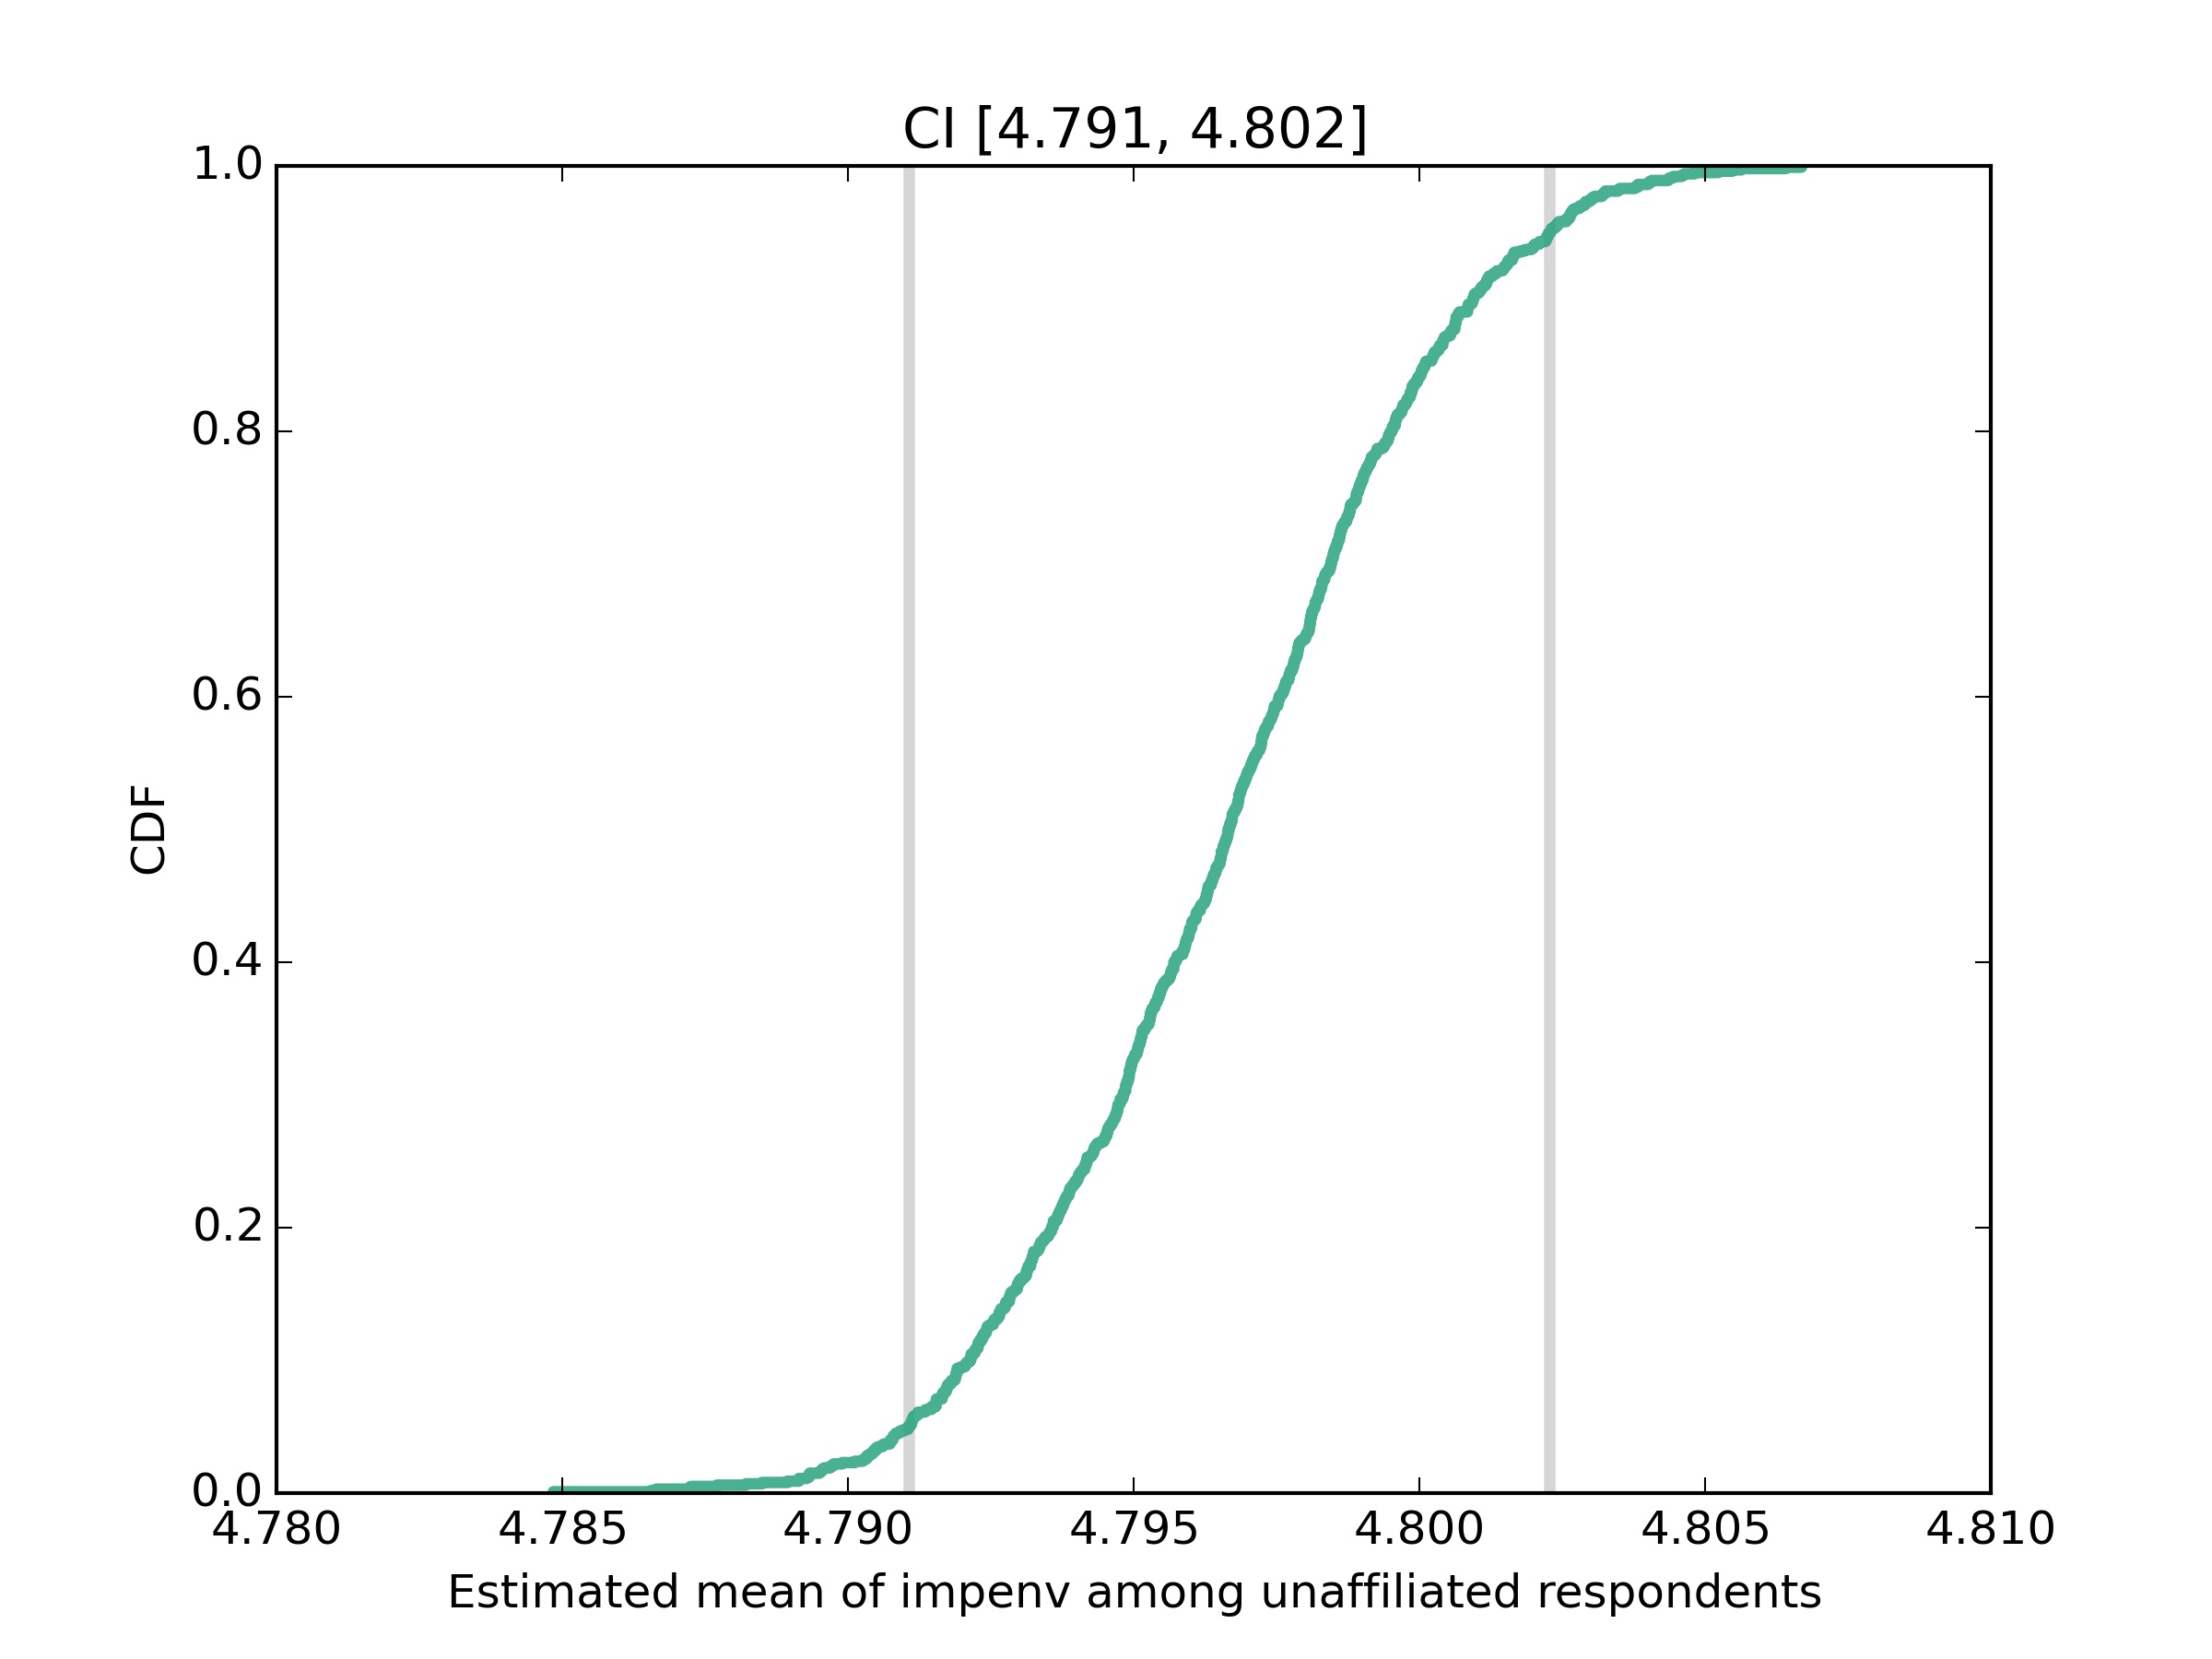 CI [4.791, 4.802]
1.0
0.8
0.6
0.4
0.2
0.0
CDF
4.780 4.785 4.790 4.795 4.800 4.805 4.810
Estimated mean of impenv among unaffiliated respondents